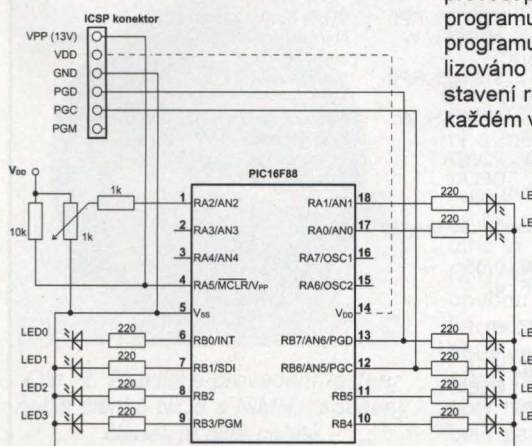 ICSP konektor
VPP (13V)
VDD
GND
PGD
PGC
PGM
programu
programu
lizováno
stavení
každém
V_DD
10k
1k
1k
PIC16F88
1 RA2/AN2
2 RA3/AN3
3 RA4/AN4
4 RA5/MCLR/V_PP
5 V_SS
6 RB0/INT
7 RB1/SDI
8 RB2
9 RB3/PGM
RA1/AN1 18
RA0/AN0 17
RA7/OSC1 16
RA6/OSC2 15
V_DD 14
RB7/AN6/PGD 13
RB6/AN5/PGC 12
RB5 11
RB4 10
LED0 220
LED1 220
LED2 220
LED3 220
220
220
220
220
220
220